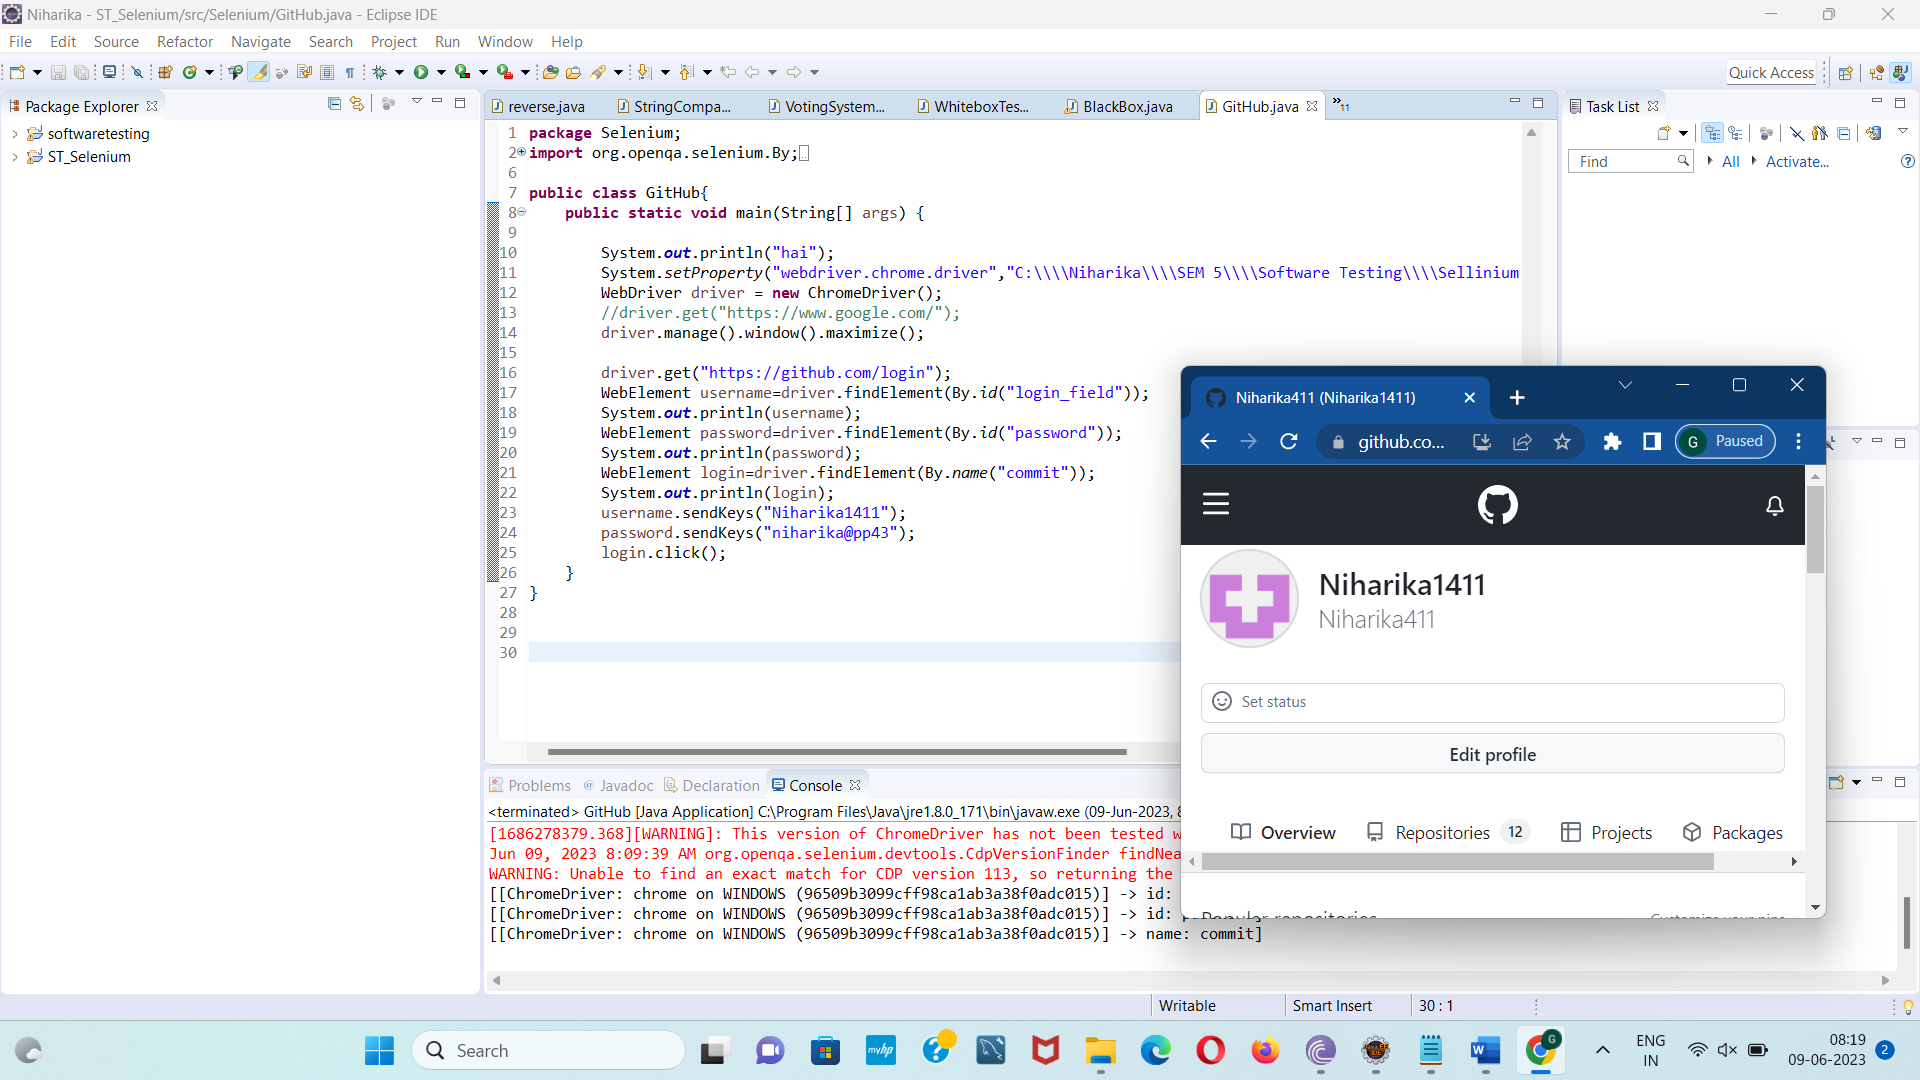 Niharika - ST_Selenium/src/Selenium/GitHub.java - Eclipse IDE
File Edit Source Refactor Navigate Search Project Run Window Help
Quick Access
Package Explorer
softwaretesting
ST_Selenium
reverse.java StringCompa... VotingSystem... WhiteboxTes... BlackBox.java GitHub.java »11
1 package Selenium;
2 import org.openqa.selenium.By;
6
7 public class GitHub{
8 public static void main(String[] args) {
9
10 System.out.println("hai");
11 System.setProperty("webdriver.chrome.driver","C:\\\\Niharika\\\\SEM 5\\\\Software Testing\\\\Sellinium
12 WebDriver driver = new ChromeDriver();
13 //driver.get("https://www.google.com/");
14 driver.manage().window().maximize();
15
16 driver.get("https://github.com/login");
17 WebElement username=driver.findElement(By.id("login_field"));
18 System.out.println(username);
19 WebElement password=driver.findElement(By.id("password"));
20 System.out.println(password);
21 WebElement login=driver.findElement(By.name("commit"));
22 System.out.println(login);
23 username.sendKeys("Niharika1411");
24 password.sendKeys("niharika@pp43");
25 login.click();
26 }
27 }
28
29
30
Task List
Find All Activate...
Niharika411 (Niharika1411)
github.co... G Paused
Niharika1411
Niharika411
Set status
Edit profile
Overview Repositories 12 Projects Packages
Popular repositories Customize your pins
Problems Javadoc Declaration Console
<terminated> GitHub [Java Application] C:\Program Files\Java\jre1.8.0_171\bin\javaw.exe (09-Jun-2023,
[1686278379.368][WARNING]: This version of ChromeDriver has not been tested
Jun 09, 2023 8:09:39 AM org.openqa.selenium.devtools.CdpVersionFinder findNea
WARNING: Unable to find an exact match for CDP version 113, so returning the
[[ChromeDriver: chrome on WINDOWS (96509b3099cff98ca1ab3a38f0adc015)] -> id:
[[ChromeDriver: chrome on WINDOWS (96509b3099cff98ca1ab3a38f0adc015)] -> id:
[[ChromeDriver: chrome on WINDOWS (96509b3099cff98ca1ab3a38f0adc015)] -> name: commit]
Writable Smart Insert 30 : 1
Search
myhp
G
ENG
IN
08:19
09-06-2023
2